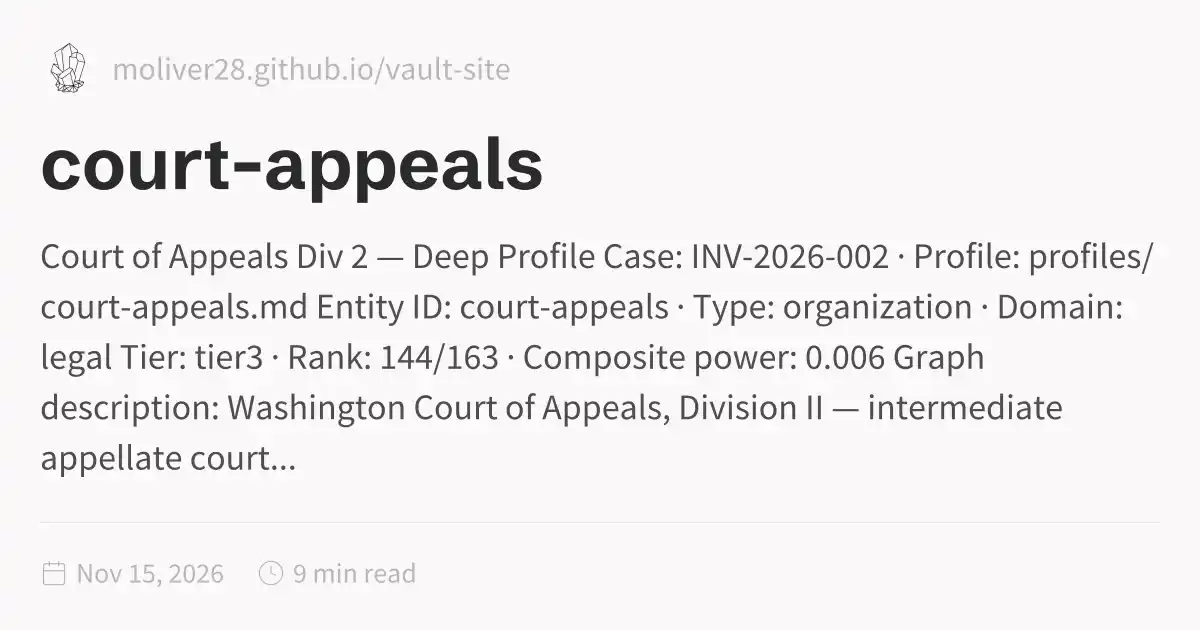 moliver28.github.io/vault-site
court-appeals
Court of Appeals Div 2 — Deep Profile Case: INV-2026-002 · Profile: profiles/
court-appeals.md Entity ID: court-appeals · Type: organization · Domain:
legal Tier: tier3 · Rank: 144/163 · Composite power: 0.006 Graph
description: Washington Court of Appeals, Division II — intermediate
appellate court...
Nov 15, 2026 9 min read